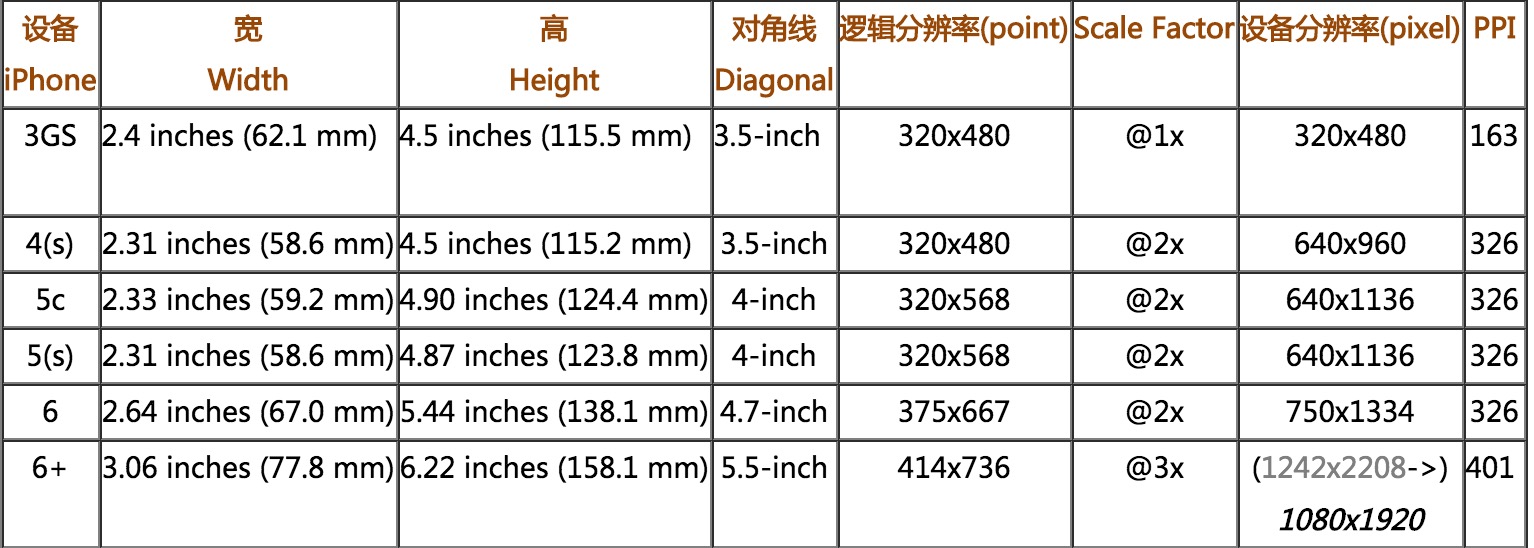 设备 宽 高 对角线 逻辑分辨率(point) Scale Factor 设备分辨率(pixel) PPI
iPhone Width Height Diagonal
3GS 2.4 inches (62.1 mm) 4.5 inches (115.5 mm) 3.5-inch 320x480 @1x 320x480 163
4(s) 2.31 inches (58.6 mm) 4.5 inches (115.2 mm) 3.5-inch 320x480 @2x 640x960 326
5c 2.33 inches (59.2 mm) 4.90 inches (124.4 mm) 4-inch 320x568 @2x 640x1136 326
5(s) 2.31 inches (58.6 mm) 4.87 inches (123.8 mm) 4-inch 320x568 @2x 640x1136 326
6 2.64 inches (67.0 mm) 5.44 inches (138.1 mm) 4.7-inch 375x667 @2x 750x1334 326
6+ 3.06 inches (77.8 mm) 6.22 inches (158.1 mm) 5.5-inch 414x736 @3x (1242x2208->) 401
1080x1920